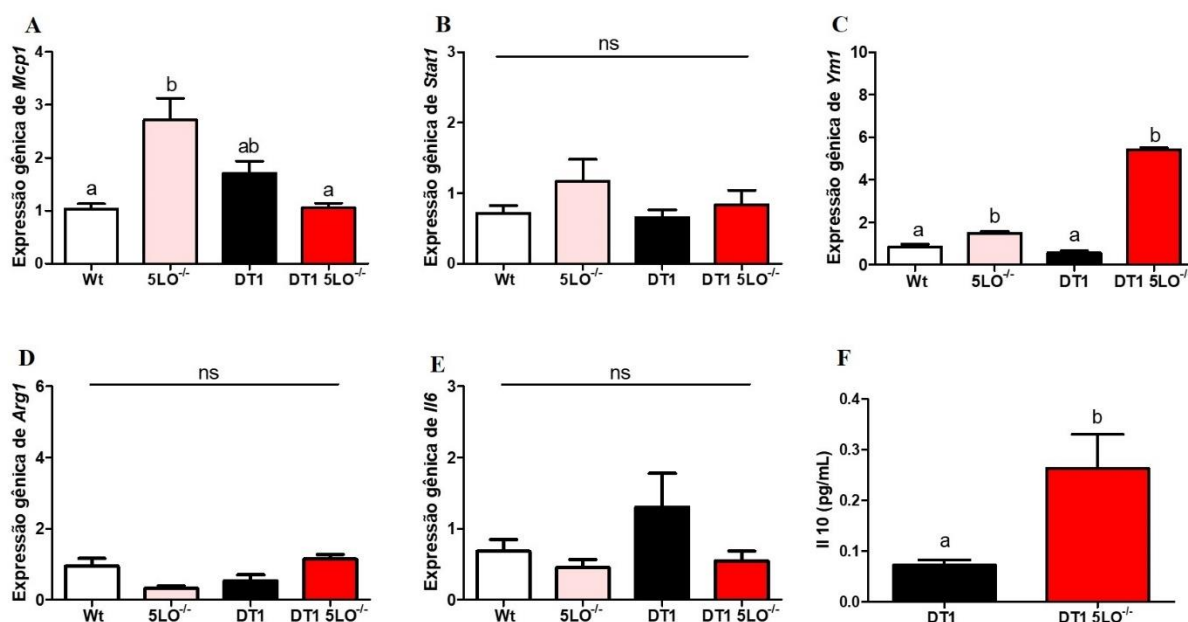 A
Expressão gênica de Mcp1
4
3
2
1
0
a
b
ab
a
Wt
5LO-/-
DT1
DT1 5LO-/-
B
Expressão gênica de Stat1
3
2
1
0
ns
Wt
5LO-/-
DT1
DT1 5LO-/-
C
Expressão gênica de Ym1
10
8
6
4
2
0
a
b
a
b
Wt
5LO-/-
DT1
DT1 5LO-/-
D
Expressão gênica de Arg1
6
4
2
0
ns
Wt
5LO-/-
DT1
DT1 5LO-/-
E
Expressão gênica de Il6
3
2
1
0
ns
Wt
5LO-/-
DT1
DT1 5LO-/-
F
Il 10 (pg/mL)
0.4
0.3
0.2
0.1
0.0
a
b
DT1
DT1 5LO-/-